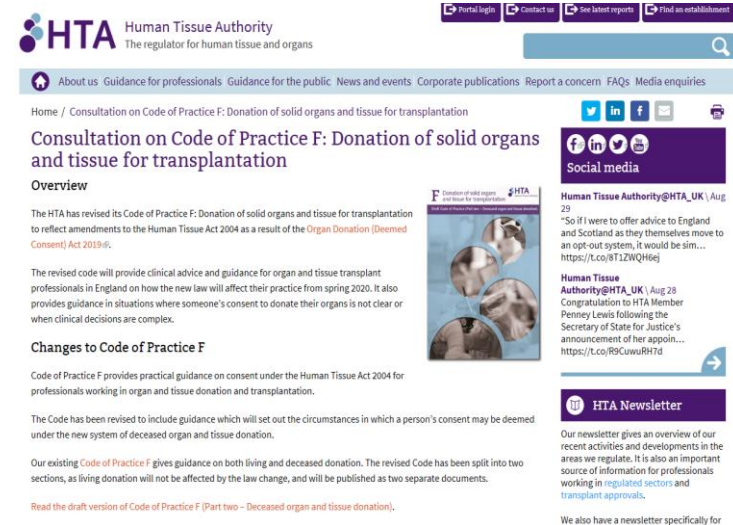 Portal login
Contact us
See latest reports
Find an establishment
HTA
Human Tissue Authority
The regulator for human tissue and organs
About us Guidance for professionals Guidance for the public News and events Corporate publications Report a concern FAQs Media enquiries
Home / Consultation on Code of Practice F: Donation of solid organs and tissue for transplantation
Consultation on Code of Practice F: Donation of solid organs
and tissue for transplantation
Overview
The HTA has revised its Code of Practice F: Donation of solid organs and tissue for transplantation
to reflect amendments to the Human Tissue Act 2004 as a result of the Organ Donation (Deemed
Consent) Act 2019.
The revised code will provide clinical advice and guidance for organ and tissue transplant
professionals in England on how the new law will affect their practice from spring 2020. It also
provides guidance in situations where someone's consent to donate their organs is not clear or
when clinical decisions are complex.
F Donation of solid organs
and tissue for transplantation
HTA
Draft Code of Practice (Part two – Deceased organ and tissue donation)
Changes to Code of Practice F
Code of Practice F provides practical guidance on consent under the Human Tissue Act 2004 for
professionals working in organ and tissue donation and transplantation.
The Code has been revised to include guidance which will set out the circumstances in which a person's consent may be deemed
under the new system of deceased organ and tissue donation.
Our existing Code of Practice F gives guidance on both living and deceased donation. The revised Code has been split into two
sections, as living donation will not be affected by the law change, and will be published as two separate documents.
Read the draft version of Code of Practice F (Part two – Deceased organ and tissue donation).
Social media
Human Tissue Authority@HTA_UK \ Aug
29
"So if I were to offer advice to England
and Scotland as they themselves move to
an opt-out system, it would be sim...
https://t.co/8T1ZWQH6ej
Human Tissue
Authority@HTA_UK \ Aug 28
Congratulation to HTA Member
Penney Lewis following the
Secretary of State for Justice's
announcement of her appoin...
https://t.co/R9CuwuRH7d
HTA Newsletter
Our newsletter gives an overview of our
recent activities and developments in the
areas we regulate. It is also an important
source of information for professionals
working in regulated sectors and
transplant approvals.
We also have a newsletter specifically for